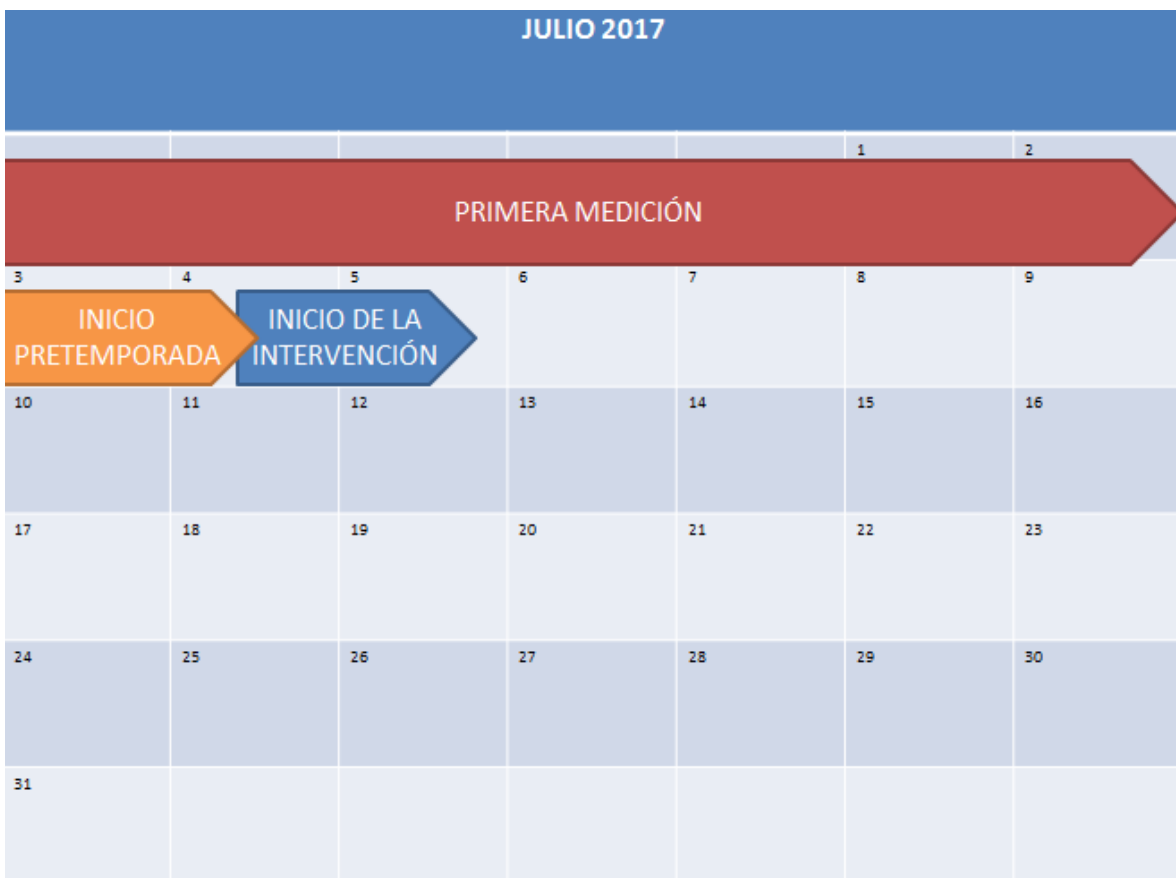 JULIO 2017
1 2
PRIMERA MEDICIÓN
3 4 5 6 7 8 9
INICIO PRETEMPORADA
INICIO DE LA INTERVENCIÓN
10 11 12 13 14 15 16
17 18 19 20 21 22 23
24 25 26 27 28 29 30
31